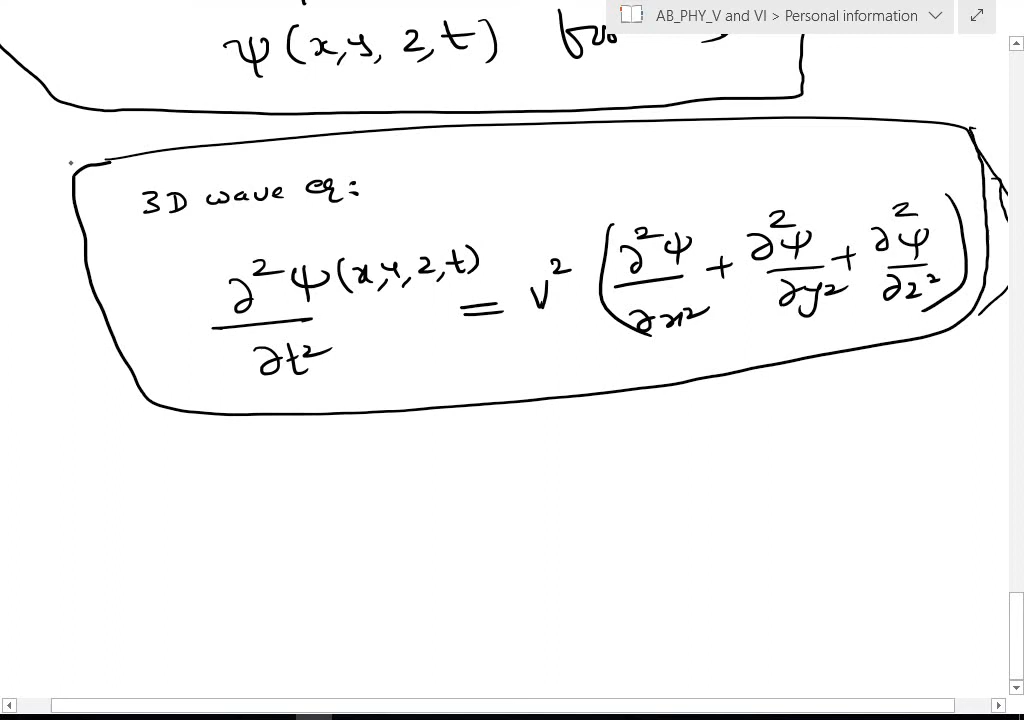 AB_PHY_V and VI > Personal information
ψ(x,y,z,t)
3D wave eq:
∂²ψ(x,y,z,t)/∂t² = v² (∂²ψ/∂x² + ∂²ψ/∂y² + ∂²ψ/∂z²)